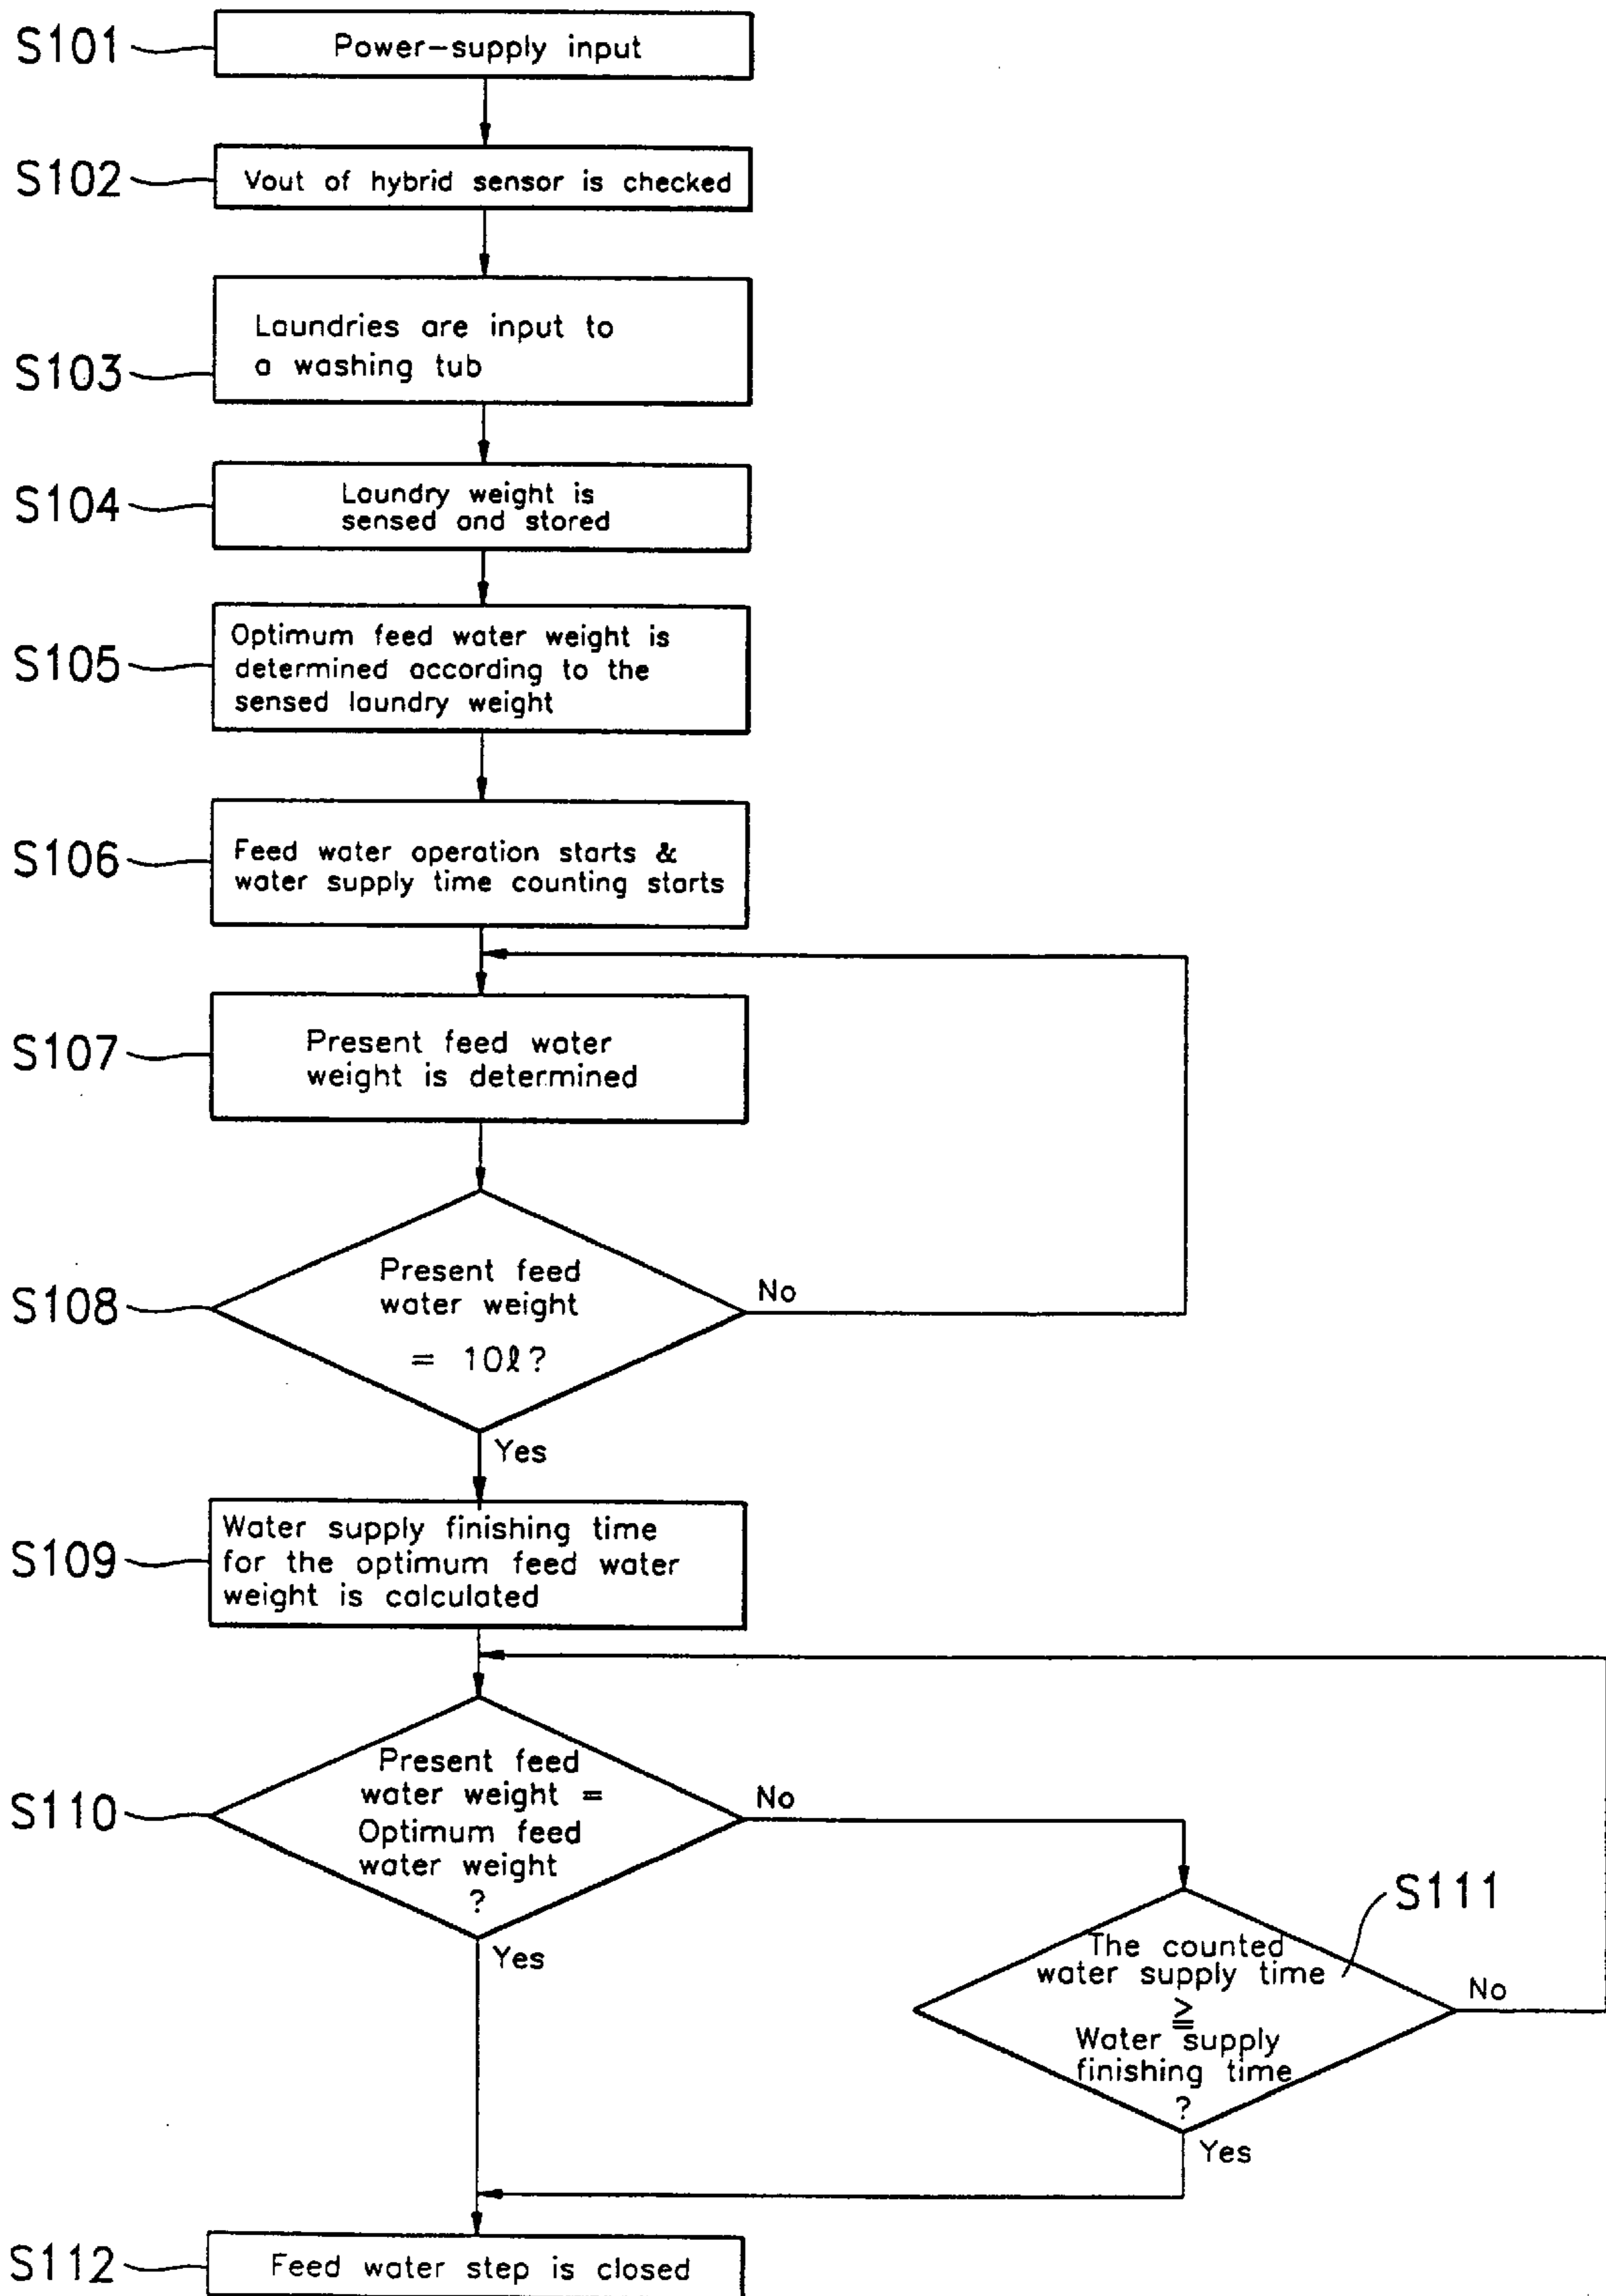 S101
Power-supply input
S102
Vout of hybrid sensor is checked
S103
Laundries are input to
a washing tub
S104
Laundry weight is
sensed and stored
S105
Optimum feed water weight is
determined according to the
sensed laundry weight
S106
Feed water operation starts &
water supply time counting starts
S107
Present feed water
weight is determined
S108
Present feed
water weight
= 10ℓ?
No
Yes
S109
Water supply finishing time
for the optimum feed water
weight is calculated
S110
Present feed
water weight =
Optimum feed
water weight
?
No
Yes
S111
The counted
water supply time
≧
Water supply
finishing time
?
No
Yes
S112
Feed water step is closed